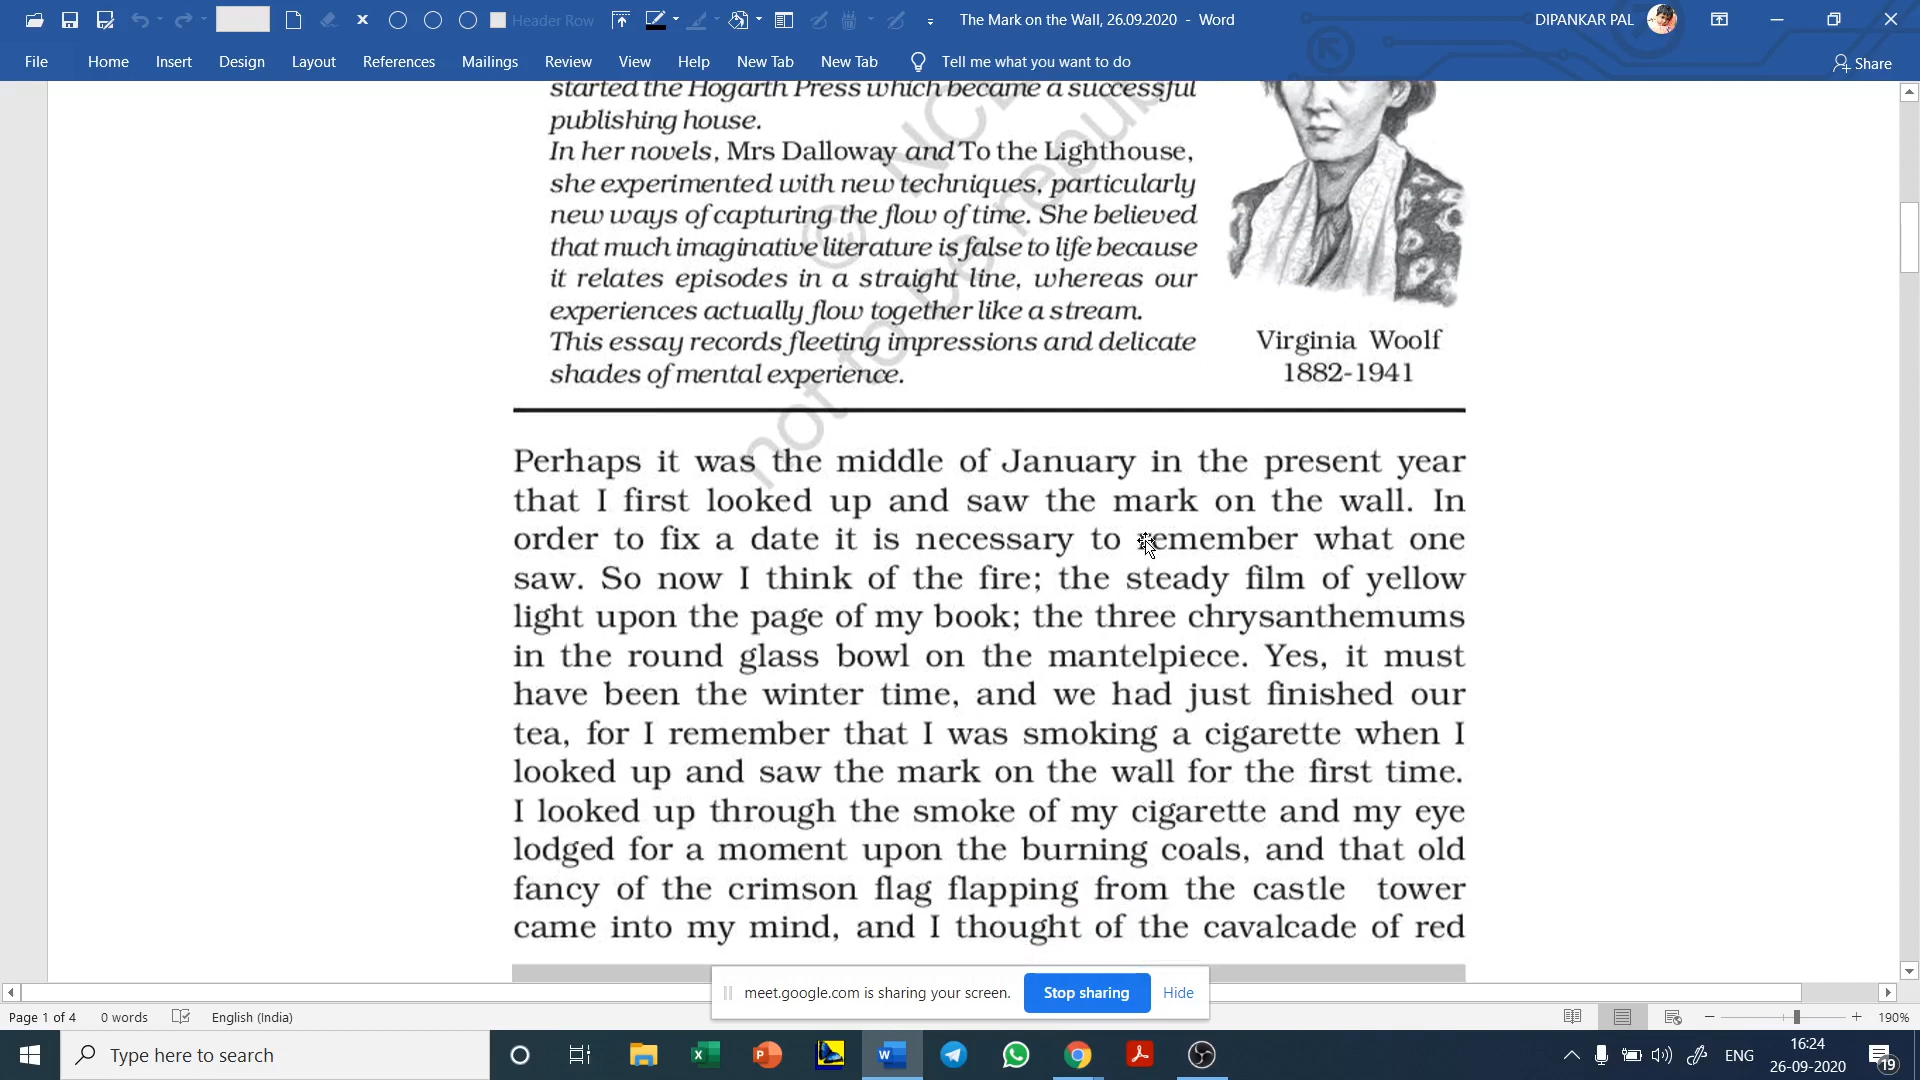 Header Row
The Mark on the Wall, 26.09.2020 - Word
DIPANKAR PAL
File Home Insert Design Layout References Mailings Review View Help New Tab New Tab Tell me what you want to do
Share
started the Hogarth Press which became a successful
publishing house.
In her novels, Mrs Dalloway and To the Lighthouse,
she experimented with new techniques, particularly
new ways of capturing the flow of time. She believed
that much imaginative literature is false to life because
it relates episodes in a straight line, whereas our
experiences actually flow together like a stream.
This essay records fleeting impressions and delicate
shades of mental experience.
Virginia Woolf
1882-1941
not to be republ
Perhaps it was the middle of January in the present year
that I first looked up and saw the mark on the wall. In
order to fix a date it is necessary to remember what one
saw. So now I think of the fire; the steady film of yellow
light upon the page of my book; the three chrysanthemums
in the round glass bowl on the mantelpiece. Yes, it must
have been the winter time, and we had just finished our
tea, for I remember that I was smoking a cigarette when I
looked up and saw the mark on the wall for the first time.
I looked up through the smoke of my cigarette and my eye
lodged for a moment upon the burning coals, and that old
fancy of the crimson flag flapping from the castle tower
came into my mind, and I thought of the cavalcade of red
meet.google.com is sharing your screen. Stop sharing Hide
Page 1 of 4 0 words English (India)
190%
Type here to search
ENG
16:24
26-09-2020
19